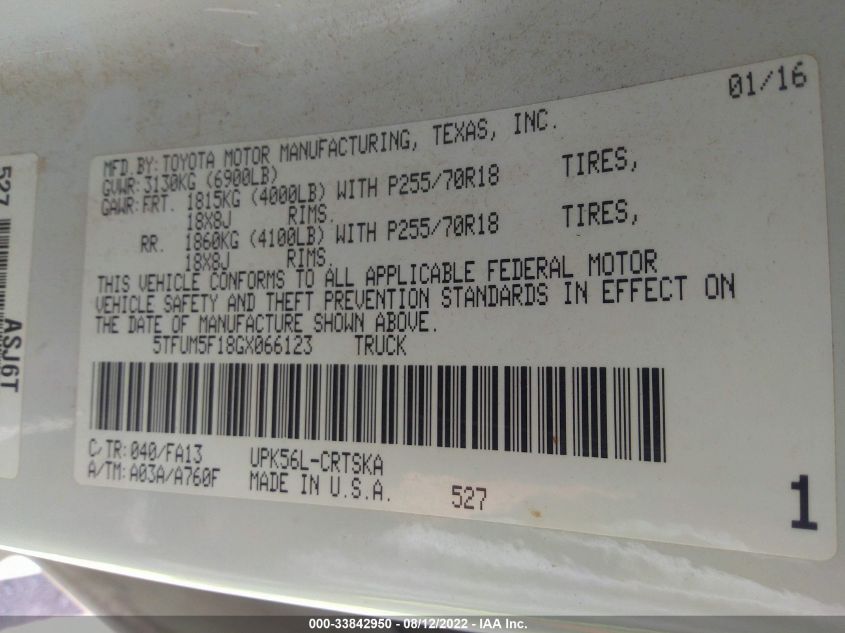 01/16
MFD.BY:TOYOTA MOTOR MANUFACTURING, TEXAS, INC.
GVWR:3130KG (6900LB)
GAWR:FRT. 1815KG (4000LB) WITH P255/70R18 TIRES,
18X8J RIMS.
RR. 1860KG (4100LB) WITH P255/70R18 TIRES,
18X8J RIMS.
THIS VEHICLE CONFORMS TO ALL APPLICABLE FEDERAL MOTOR
VEHICLE SAFETY AND THEFT PREVENTION STANDARDS IN EFFECT ON
THE DATE OF MANUFACTURE SHOWN ABOVE.
5TFUM5F18GX066123 TRUCK
C/TR:040/FA13 UPK56L-CRTSKA
A/TM:A03A/A760F MADE IN U.S.A. 527
1
527
ASJ6T
000-33842950 - 08/12/2022 - IAA Inc.